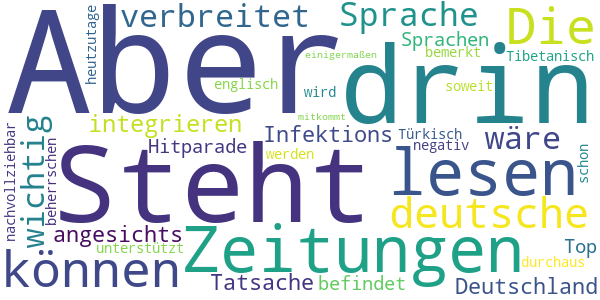 Aber
drin
Steht
Zeitungen
lesen
können
Die
deutsche
wichtig
wäre
verbreitet
Sprache
Sprachen
integrieren
Infektions
angesichts
Deutschland
Tatsache
befindet
Hitparade
Top
Türkisch
Tibetanisch
negativ
bemerkt
soweit
englisch
wird
werden
unterstützt
durchaus
schon
heutzutage
nachvollziehbar
beherrschen
einigermaßen
mitkommt